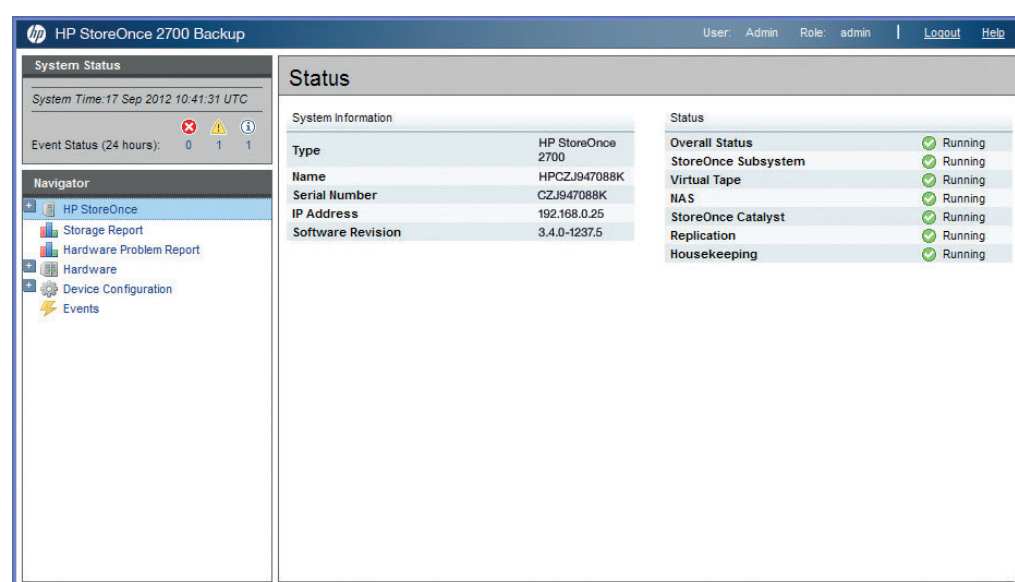 hp HP StoreOnce 2700 Backup
User: Admin Role: admin | Logout Help
System Status
System Time:17 Sep 2012 10:41:31 UTC
Event Status (24 hours): 0 1 1
Navigator
HP StoreOnce
Storage Report
Hardware Problem Report
Hardware
Device Configuration
Events
Status
System Information
Type HP StoreOnce
2700
Name HPCZJ947088K
Serial Number CZJ947088K
IP Address 192.168.0.25
Software Revision 3.4.0-1237.5
Status
Overall Status Running
StoreOnce Subsystem Running
Virtual Tape Running
NAS Running
StoreOnce Catalyst Running
Replication Running
Housekeeping Running